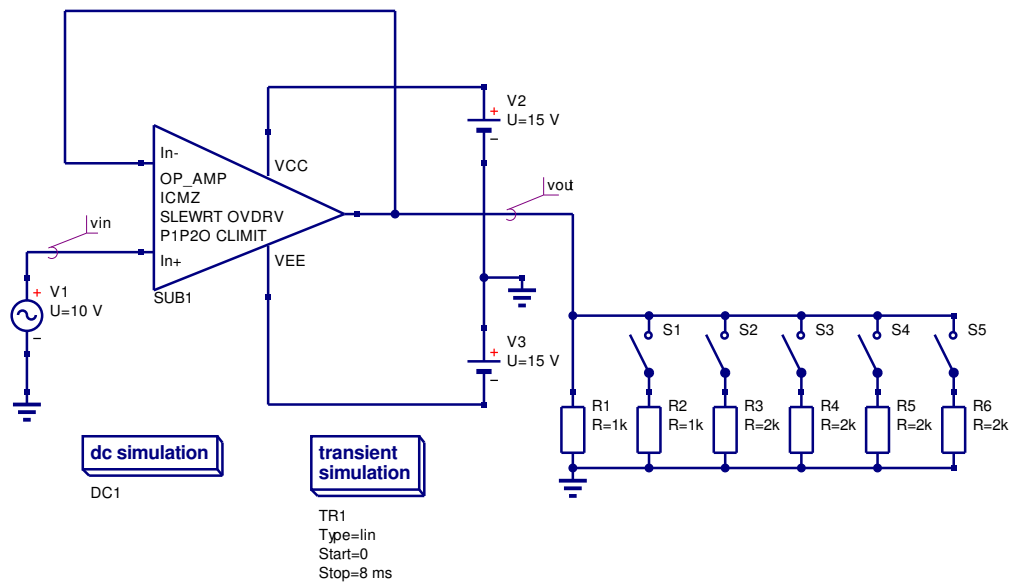 In-
OP_AMP
ICMZ
SLEWRT OVDRV
P1P2O CLIMIT
In+
SUB1
VCC
VEE
vin
vout
+
V1
U=10 V
−
+
V2
U=15 V
−
+
V3
U=15 V
−
S1
S2
S3
S4
S5
R1
R=1k
R2
R=1k
R3
R=2k
R4
R=2k
R5
R=2k
R6
R=2k
dc simulation
DC1
transient
simulation
TR1
Type=lin
Start=0
Stop=8 ms